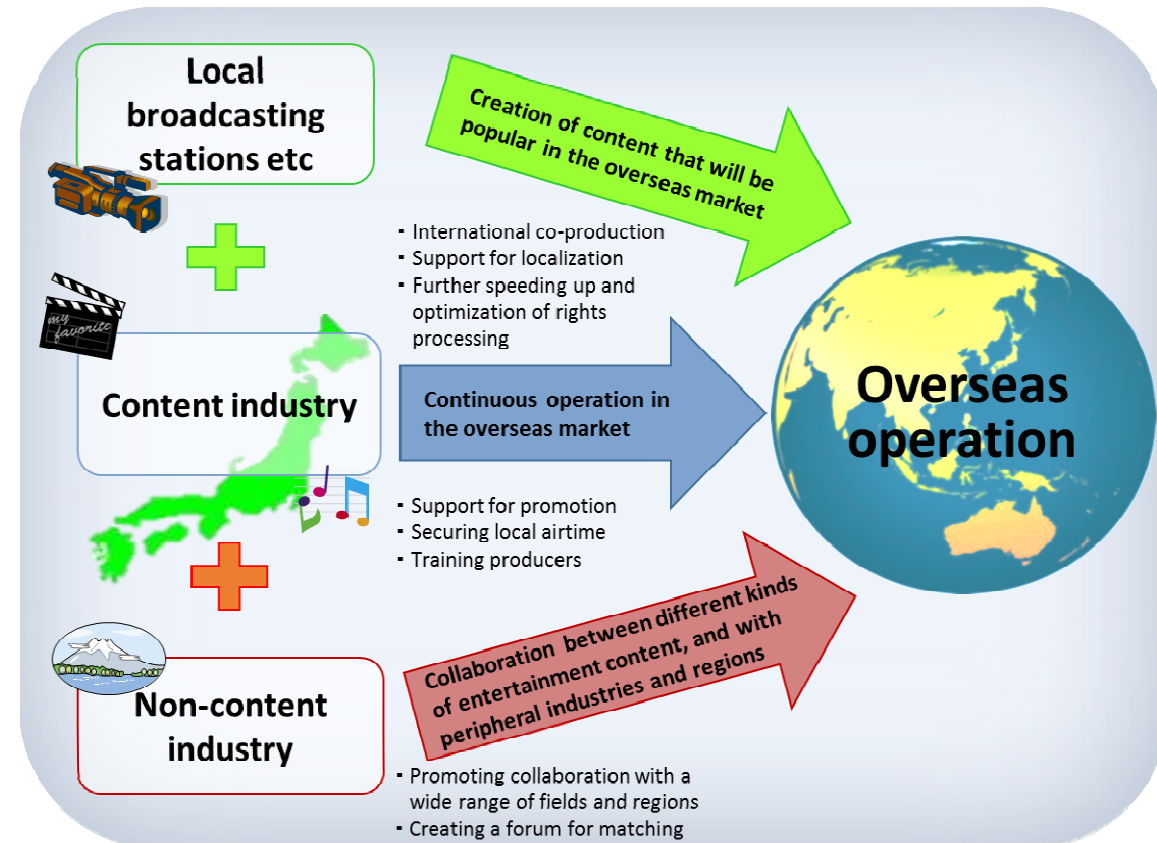 Local
broadcasting
stations etc
Creation of content that will be
popular in the overseas market
▪ International co-production
▪ Support for localization
▪ Further speeding up and
optimization of rights
processing
my
favorite
Content industry
Continuous operation in
the overseas market
Overseas
operation
▪ Support for promotion
▪ Securing local airtime
▪ Training producers
Collaboration between different kinds
of entertainment content, and with
peripheral industries and regions
Non-content
industry
▪ Promoting collaboration with a
wide range of fields and regions
▪ Creating a forum for matching